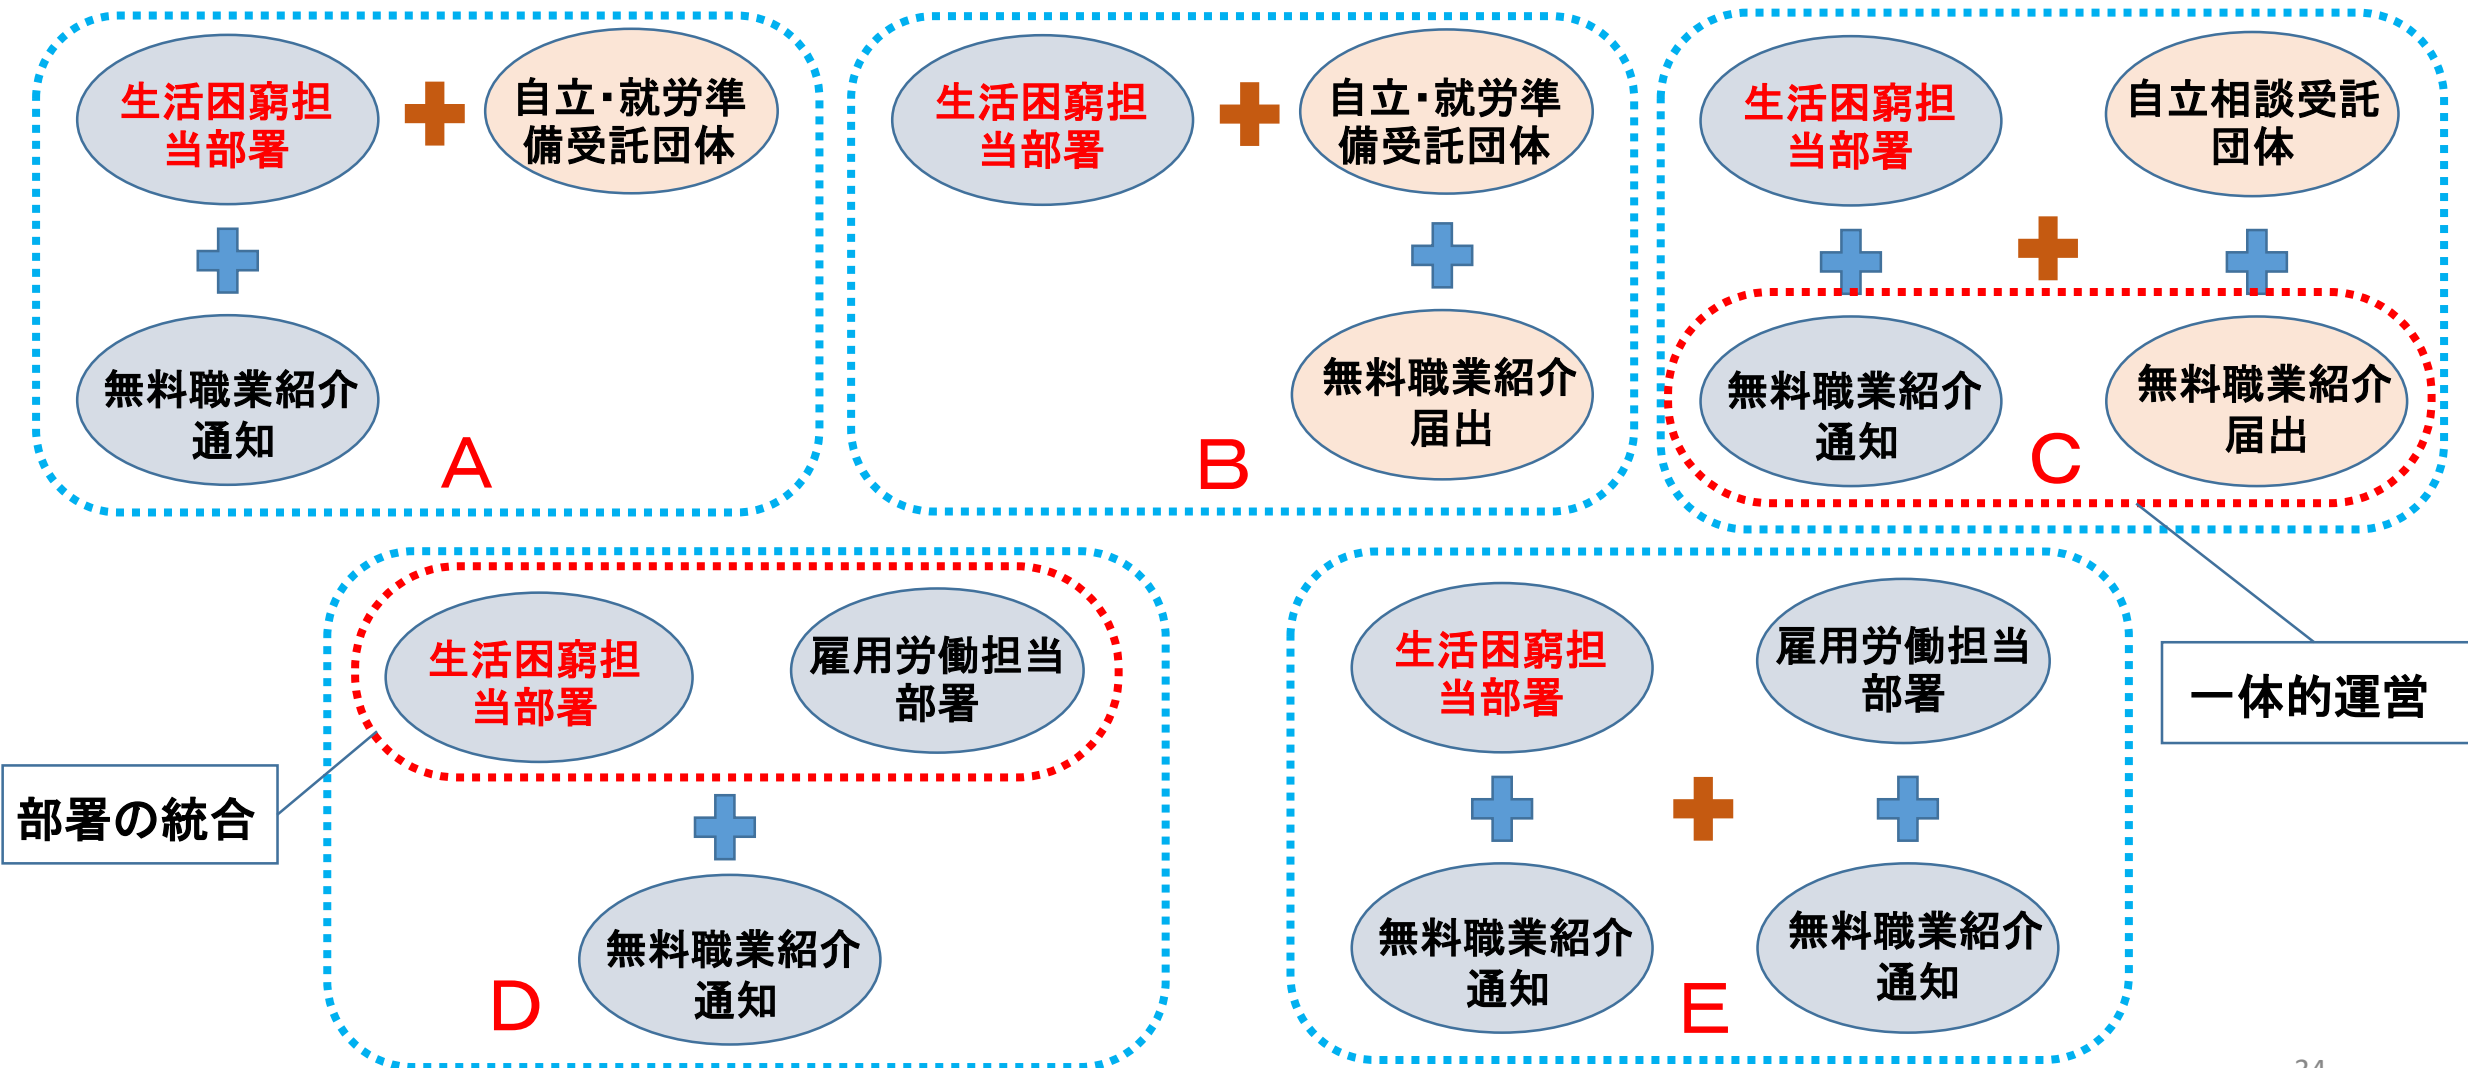 生活困窮担
当部署
自立・就労準
備受託団体
無料職業紹介
通知
A
生活困窮担
当部署
自立・就労準
備受託団体
無料職業紹介
届出
B
生活困窮担
当部署
自立相談受託
団体
無料職業紹介
通知
無料職業紹介
届出
C
一体的運営
生活困窮担
当部署
雇用労働担当
部署
部署の統合
無料職業紹介
通知
D
生活困窮担
当部署
雇用労働担当
部署
無料職業紹介
通知
無料職業紹介
通知
E